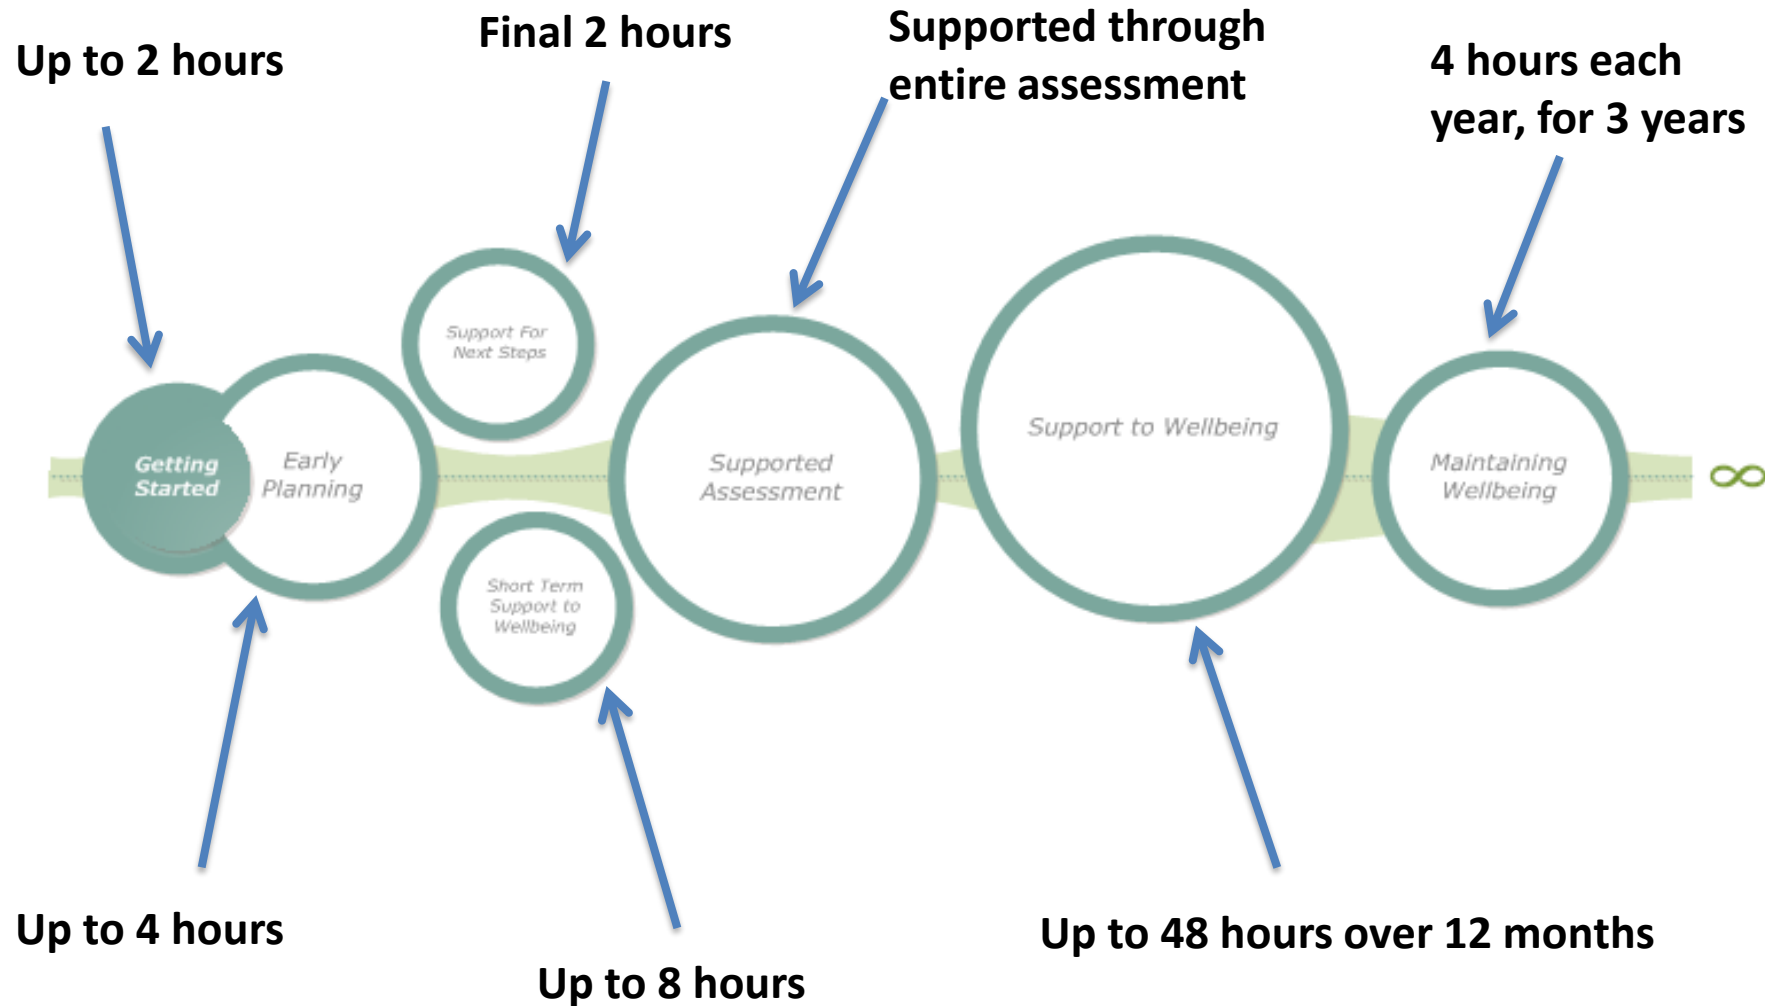 Up to 2 hours
Final 2 hours
Supported through
entire assessment
4 hours each
year, for 3 years
Getting
Started
Early
Planning
Support For
Next Steps
Short Term
Support to
Wellbeing
Supported
Assessment
Support to Wellbeing
Maintaining
Wellbeing
∞
Up to 4 hours
Up to 8 hours
Up to 48 hours over 12 months